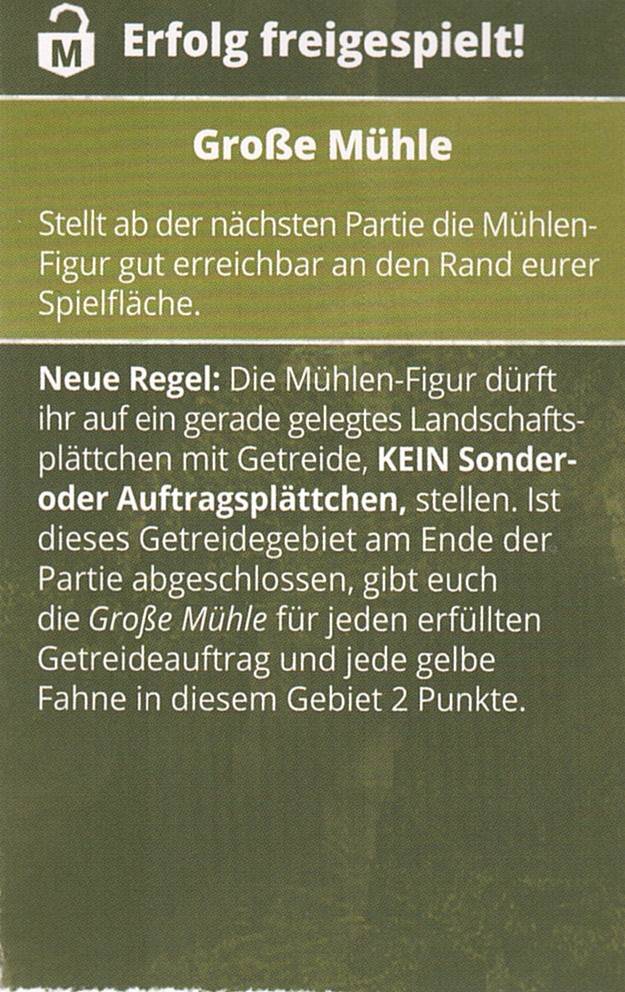 M
Erfolg freigespielt!
Große Mühle
Stellt ab der nächsten Partie die Mühlen-
Figur gut erreichbar an den Rand eurer
Spielfläche.
Neue Regel: Die Mühlen-Figur dürft
ihr auf ein gerade gelegtes Landschafts-
plättchen mit Getreide, KEIN Sonder-
oder Auftragsplättchen, stellen. Ist
dieses Getreidegebiet am Ende der
Partie abgeschlossen, gibt euch
die Große Mühle für jeden erfüllten
Getreideauftrag und jede gelbe
Fahne in diesem Gebiet 2 Punkte.